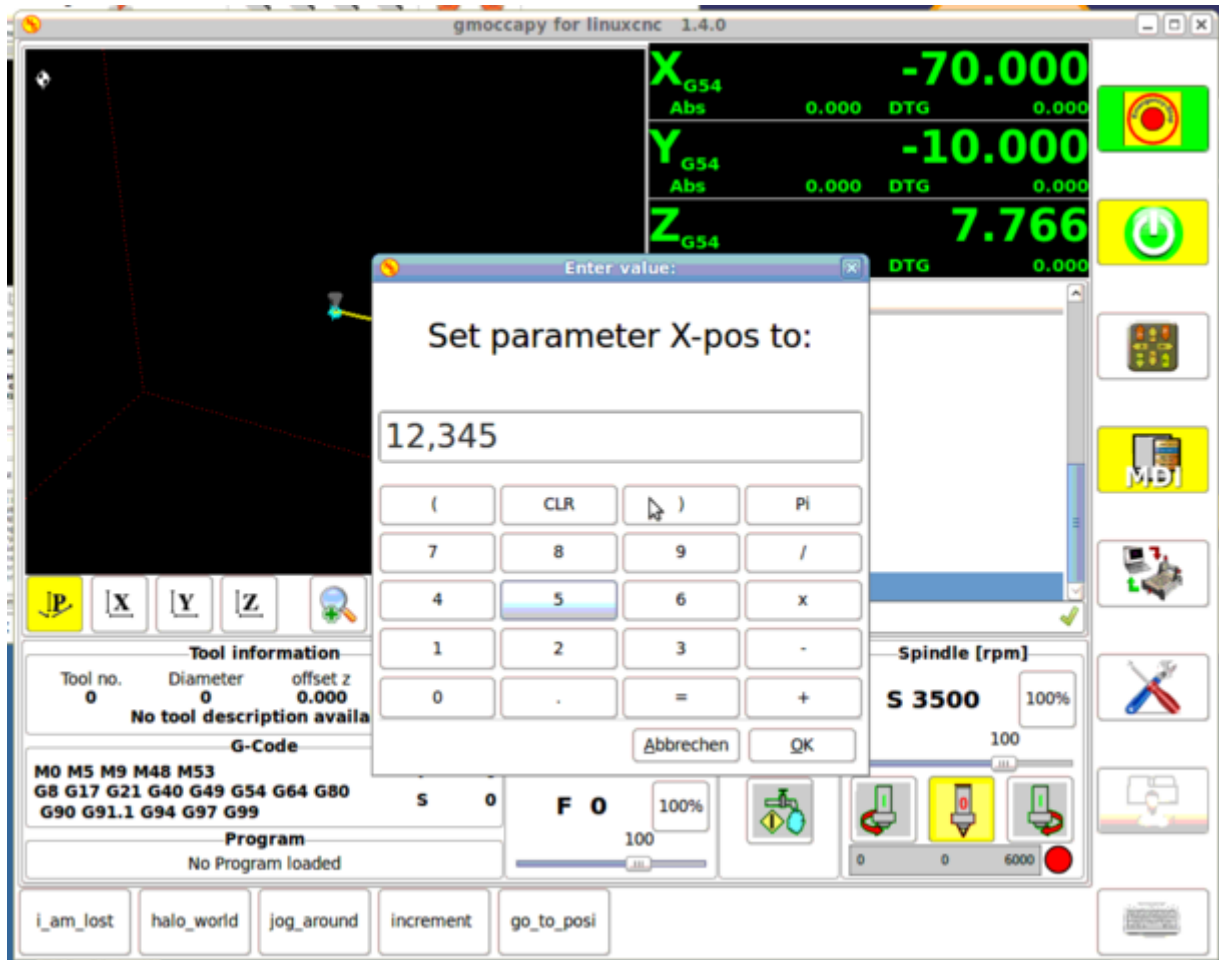 gmoccapy for linuxcnc 1.4.0
X G54 -70.000
Abs 0.000 DTG 0.000
Y G54 -10.000
Abs 0.000 DTG 0.000
Z G54 7.766
DTG 0.000
Enter value:
Set parameter X-pos to:
12,345
( CLR ) Pi
7 8 9 /
4 5 6 x
1 2 3 -
0 . = +
Abbrechen OK
MDI
P X Y Z
Tool information
Tool no. Diameter offset z
0 0 0.000
No tool description availa
G-Code
M0 M5 M9 M48 M53
G8 G17 G21 G40 G49 G54 G64 G80
G90 G91.1 G94 G97 G99
S 0
Program
No Program loaded
F 0 100%
100
Spindle [rpm]
S 3500 100%
100
0 0 6000
i_am_lost halo_world jog_around increment go_to_posi